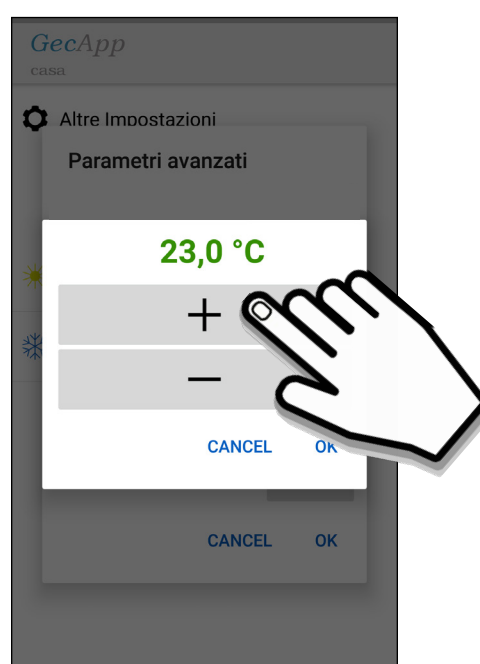 GecApp
casa
Altre Impostazioni
Parametri avanzati
23,0 °C
+
−
CANCEL OK
CANCEL OK